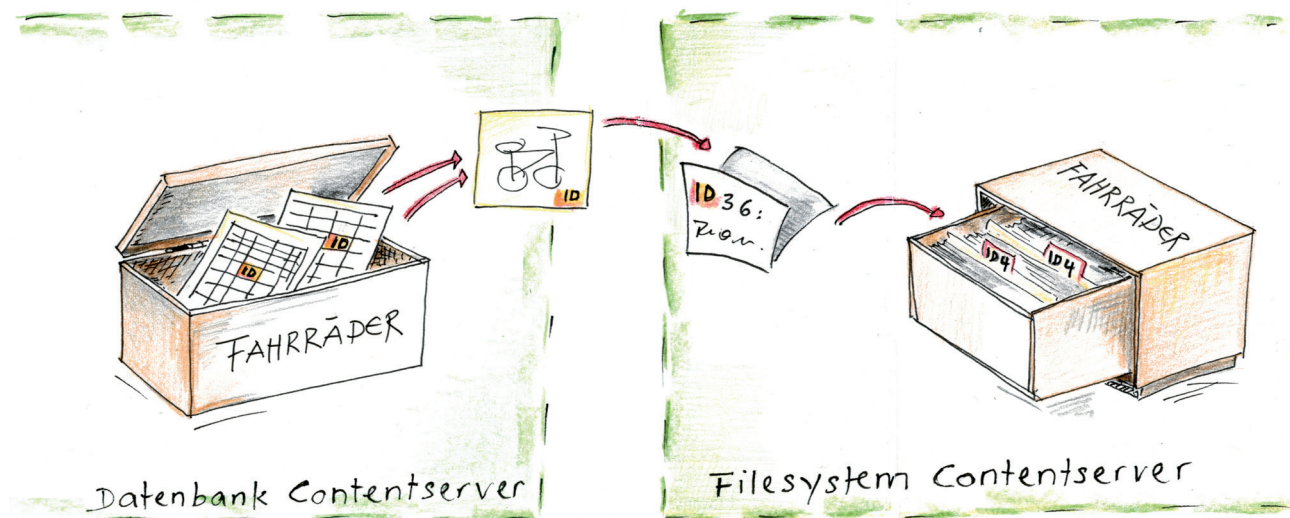 ID
ID
FAHRRÄDER
ID
ID 36:
ID4
ID4
FAHRRÄDER
Datenbank Contentserver
Filesystem Contentserver